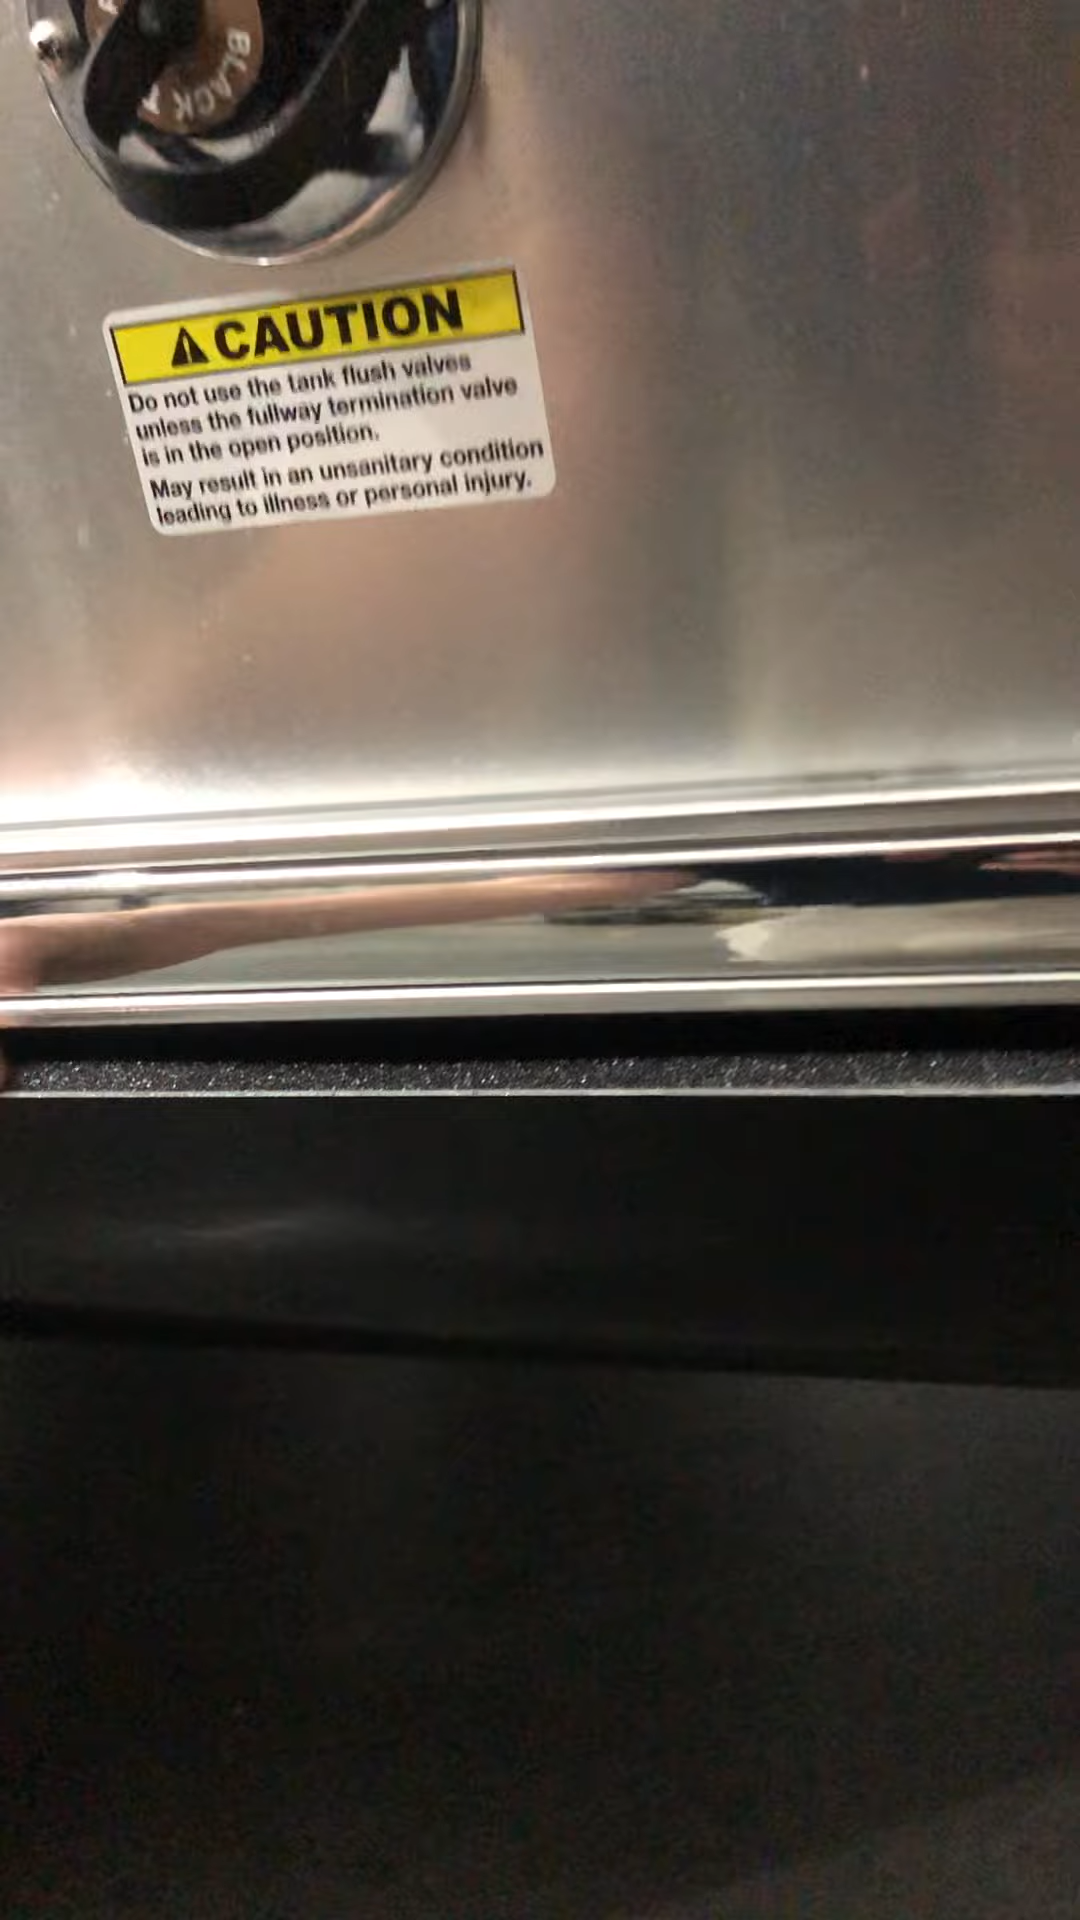 BLACK
CAUTION
Do not use the tank flush valves
unless the fullway termination valve
is in the open position.
May result in an unsanitary condition
leading to illness or personal injury.